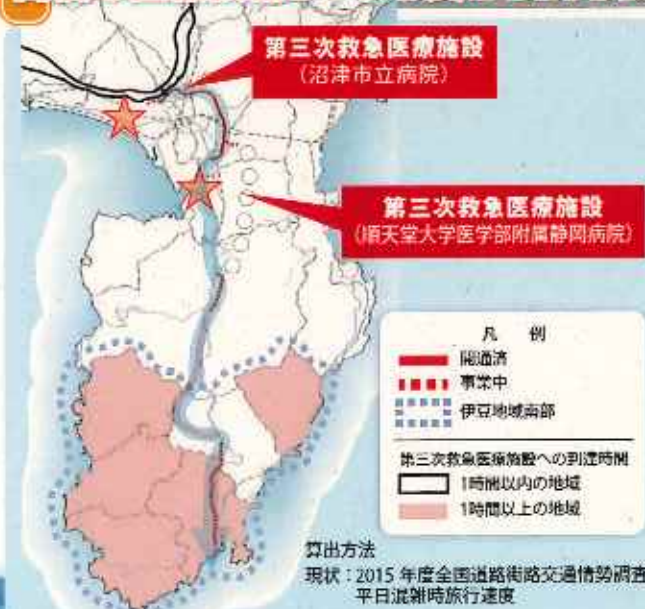 第三次救急医療施設
（沼津市立病院）
第三次救急医療施設
（順天堂大学医学部附属静岡病院）
凡 例
開通済
事業中
伊豆地域南部
第三次救急医療施設への到達時間
1時間以内の地域
1時間以上の地域
算出方法
現状：2015 年度全国道路街路交通情勢調査
平日混雑時旅行速度